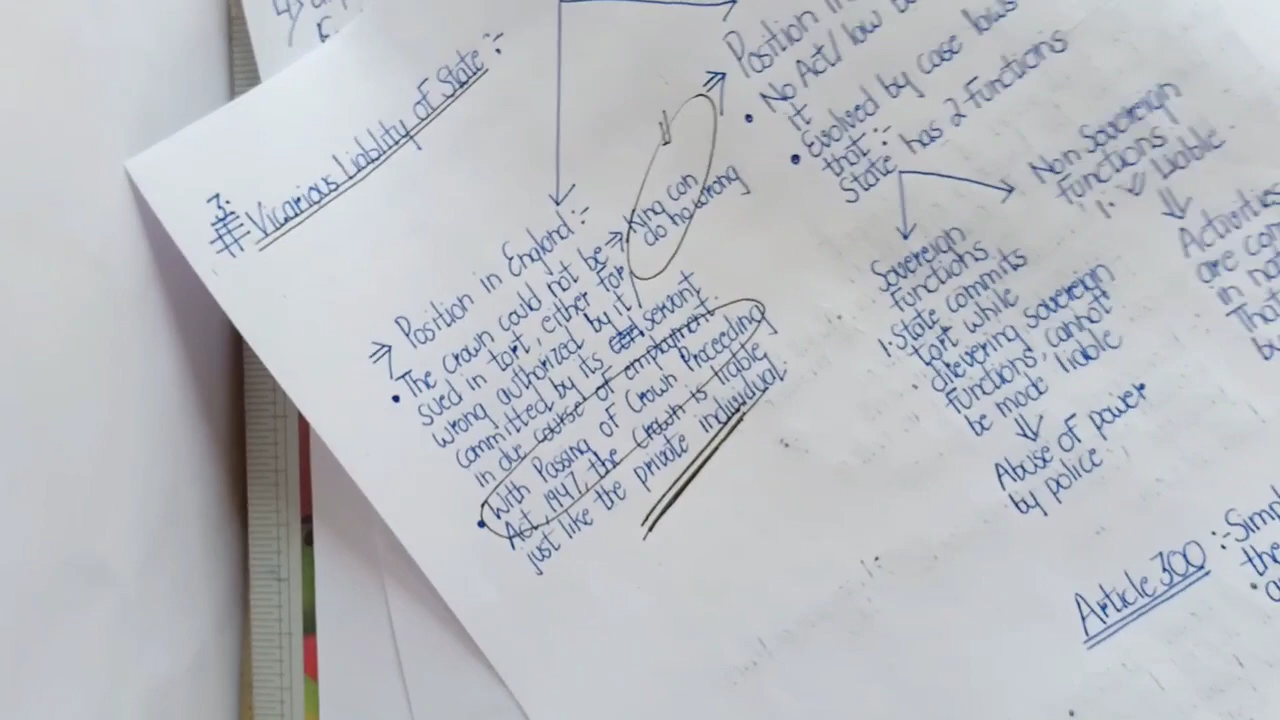 3.
# Vicarious Liablity of State :-
⇒ Position in England :-
• The crown could not be ⇒ King can
do no wrong
sued in tort, either for
wrong authorized by it /
committed by its servant
in due course of employment.
• With Passing of Crown Proceeding
Act, 1947, the Crown is liable
just like the private individual.
⇒ Position in
• No Act / law
it
• Evolved by case laws
that :-
State has 2 Functions
Sovereign
functions
1. State commits
tort while
dilevering sovereign
functions, cannot
be made liable
↓
Abuse of power
by police
Non Sovereign
functions
1. Liable
↓
Activities
are
in
That
Article 300 :- Simpl
the